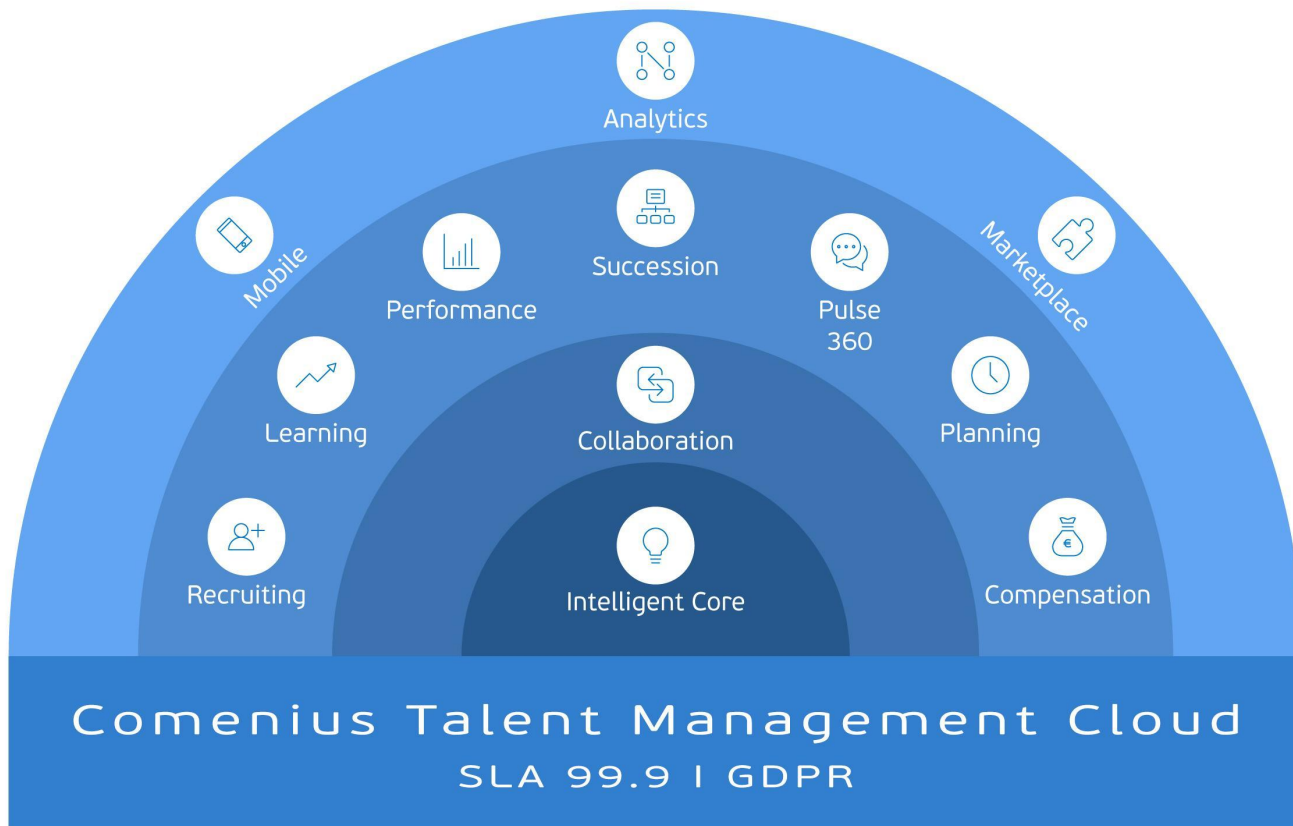 Analytics
Mobile
Marketplace
Succession
Performance
Pulse
360
Learning
Collaboration
Planning
Recruiting
Intelligent Core
Compensation
€
Comenius Talent Management Cloud
SLA 99.9 I GDPR